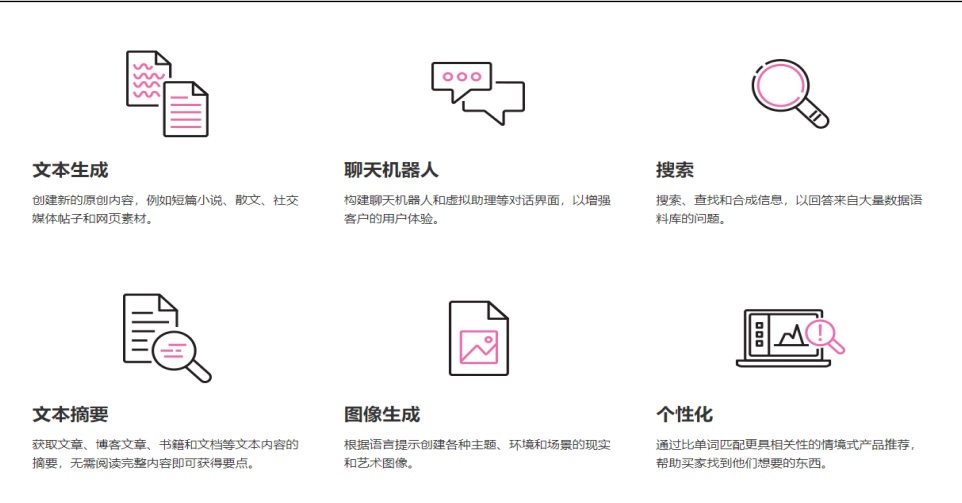 文本生成
创建新的原创内容，例如短篇小说、散文、社交
媒体帖子和网页素材。
聊天机器人
构建聊天机器人和虚拟助理等对话界面，以增强
客户的用户体验。
搜索
搜索、查找和合成信息，以回答来自大量数据语
料库的问题。
文本摘要
获取文章、博客文章、书籍和文档等文本内容的
摘要，无需阅读完整内容即可获得要点。
图像生成
根据语言提示创建各种主题、环境和场景的现实
和艺术图像。
个性化
通过比单词匹配更具相关性的情境式产品推荐，
帮助买家找到他们想要的东西。